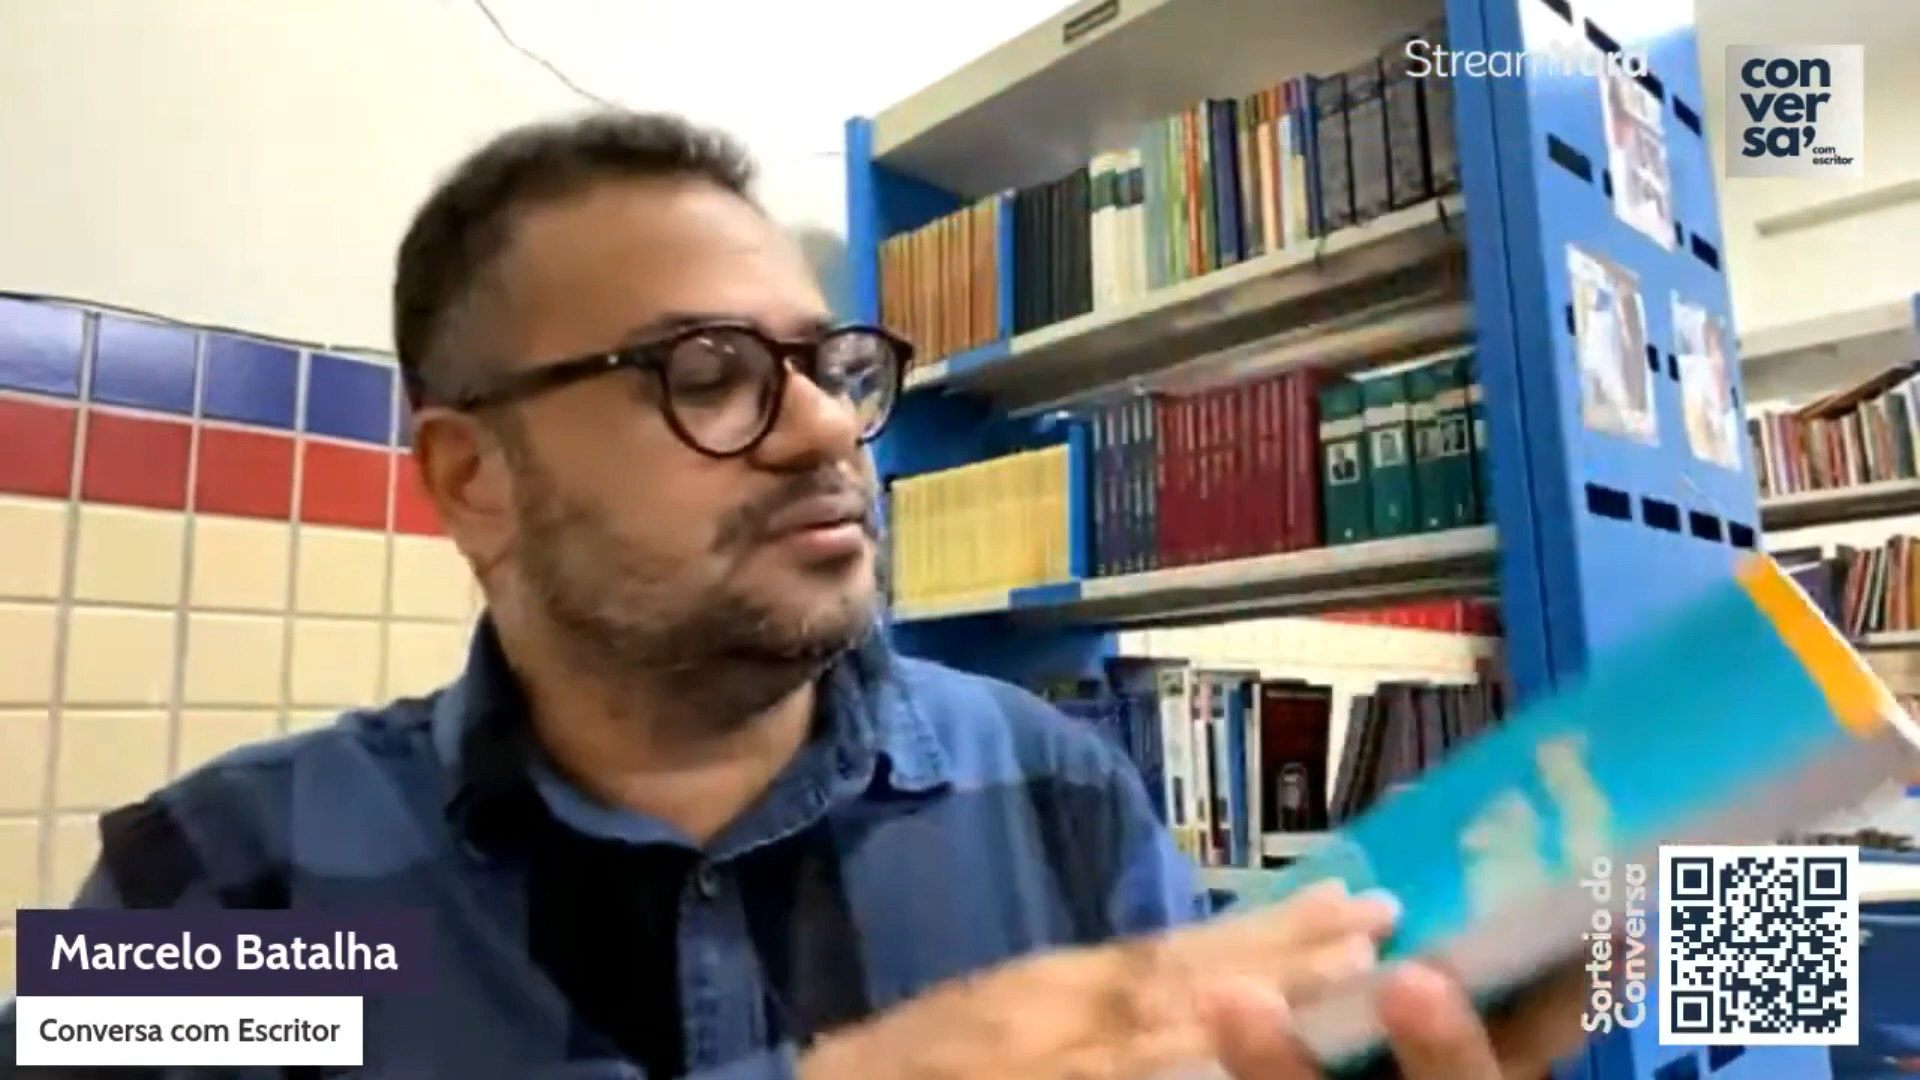 StreamYard
con
ver
sa'
com
escritor
Marcelo Batalha
Conversa com Escritor
Sorteio do
Conversa